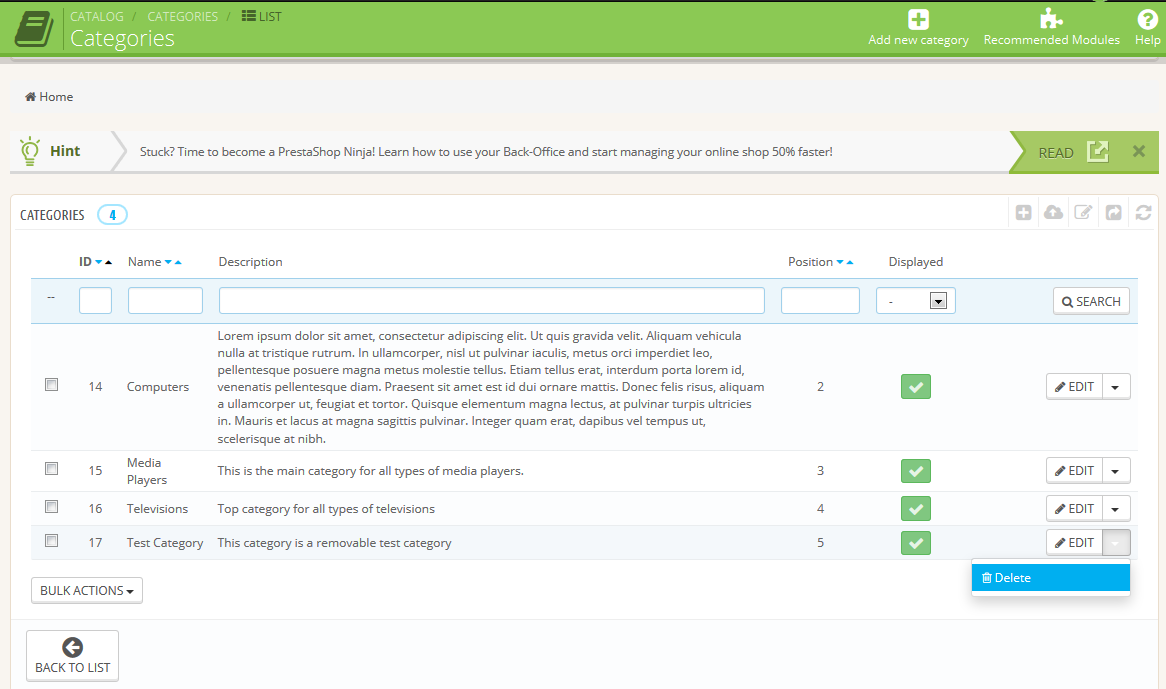 CATALOG / CATEGORIES / LIST
Categories
Add new category
Recommended Modules
Help
Home
Hint
Stuck? Time to become a PrestaShop Ninja! Learn how to use your Back-Office and start managing your online shop 50% faster!
READ
CATEGORIES 4
ID Name Description Position Displayed
-- - SEARCH
Lorem ipsum dolor sit amet, consectetur adipiscing elit. Ut quis gravida velit. Aliquam vehicula
nulla at tristique rutrum. In ullamcorper, nisl ut pulvinar iaculis, metus orci imperdiet leo,
pellentesque posuere magna metus molestie tellus. Etiam tellus erat, interdum porta lorem id,
14 Computers venenatis pellentesque diam. Praesent sit amet est id dui ornare mattis. Donec felis risus, aliquam 2 EDIT
a ullamcorper ut, feugiat et tortor. Quisque elementum magna lectus, at pulvinar turpis ultricies
in. Mauris et lacus at magna sagittis pulvinar. Integer quam erat, dapibus vel tempus ut,
scelerisque at nibh.
15 Media
Players This is the main category for all types of media players. 3 EDIT
16 Televisions Top category for all types of televisions 4 EDIT
17 Test Category This category is a removable test category 5 EDIT
Delete
BULK ACTIONS
BACK TO LIST